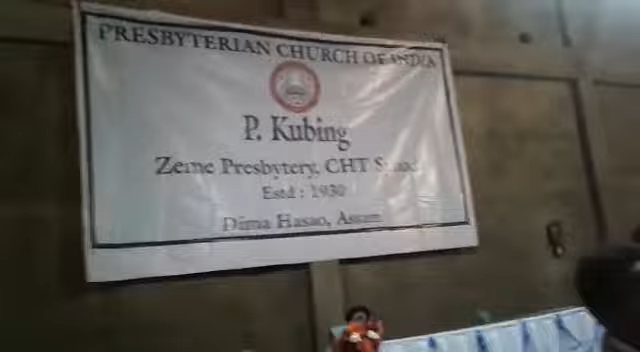 PRESBYTERIAN CHURCH OF INDIA
P. Kubing
Zeme Presbytery, CHT
Estd : 1930
Dima Hasao, Assam